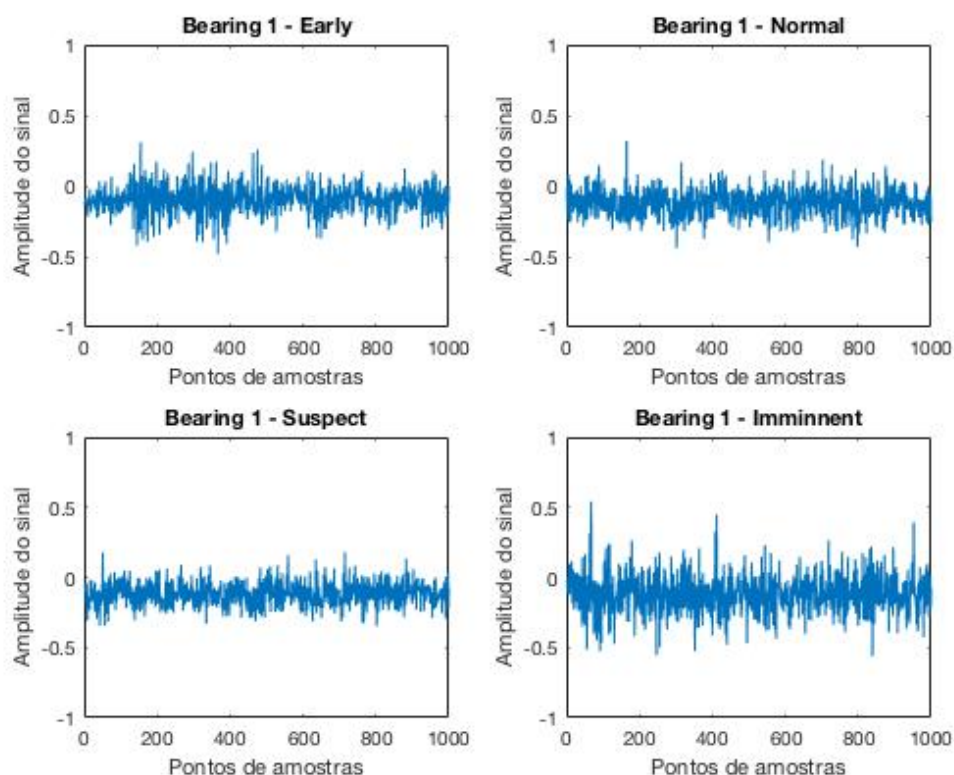 Bearing 1 - Early
1
0.5
0
-0.5
-1
Amplitude do sinal
0 200 400 600 800 1000
Pontos de amostras
Bearing 1 - Normal
1
0.5
0
-0.5
-1
Amplitude do sinal
0 200 400 600 800 1000
Pontos de amostras
Bearing 1 - Suspect
1
0.5
0
-0.5
-1
Amplitude do sinal
0 200 400 600 800 1000
Pontos de amostras
Bearing 1 - Imminnent
1
0.5
0
-0.5
-1
Amplitude do sinal
0 200 400 600 800 1000
Pontos de amostras